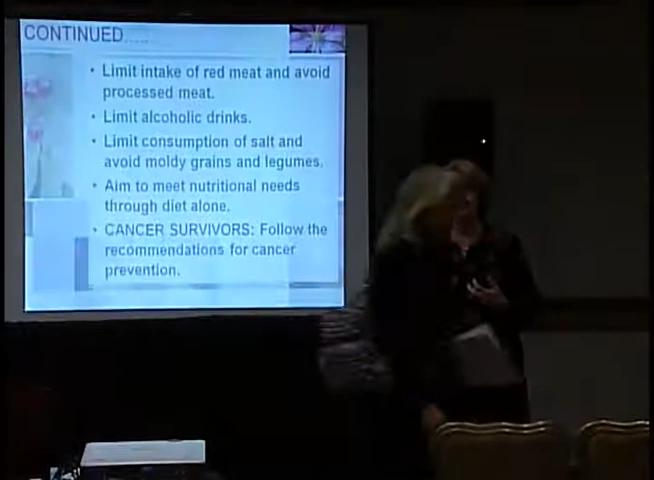 CONTINUED.....
• Limit intake of red meat and avoid
processed meat.
• Limit alcoholic drinks.
• Limit consumption of salt and
avoid moldy grains and legumes.
• Aim to meet nutritional needs
through diet alone.
• CANCER SURVIVORS: Follow the
recommendations for cancer
prevention.